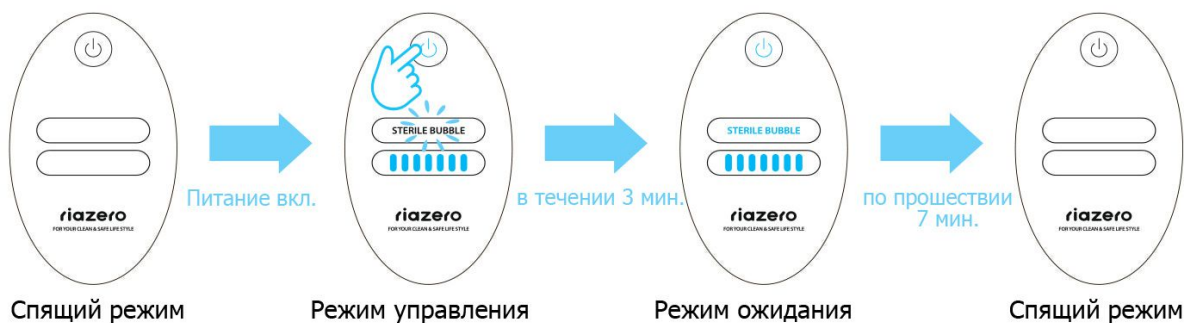 riazero
FOR YOUR CLEAN & SAFE LIFE STYLE
Спящий режим
Питание вкл.
STERILE BUBBLE
riazero
FOR YOUR CLEAN & SAFE LIFE STYLE
Режим управления
в течении 3 мин.
STERILE BUBBLE
riazero
FOR YOUR CLEAN & SAFE LIFE STYLE
Режим ожидания
по прошествии
7 мин.
riazero
FOR YOUR CLEAN & SAFE LIFE STYLE
Спящий режим